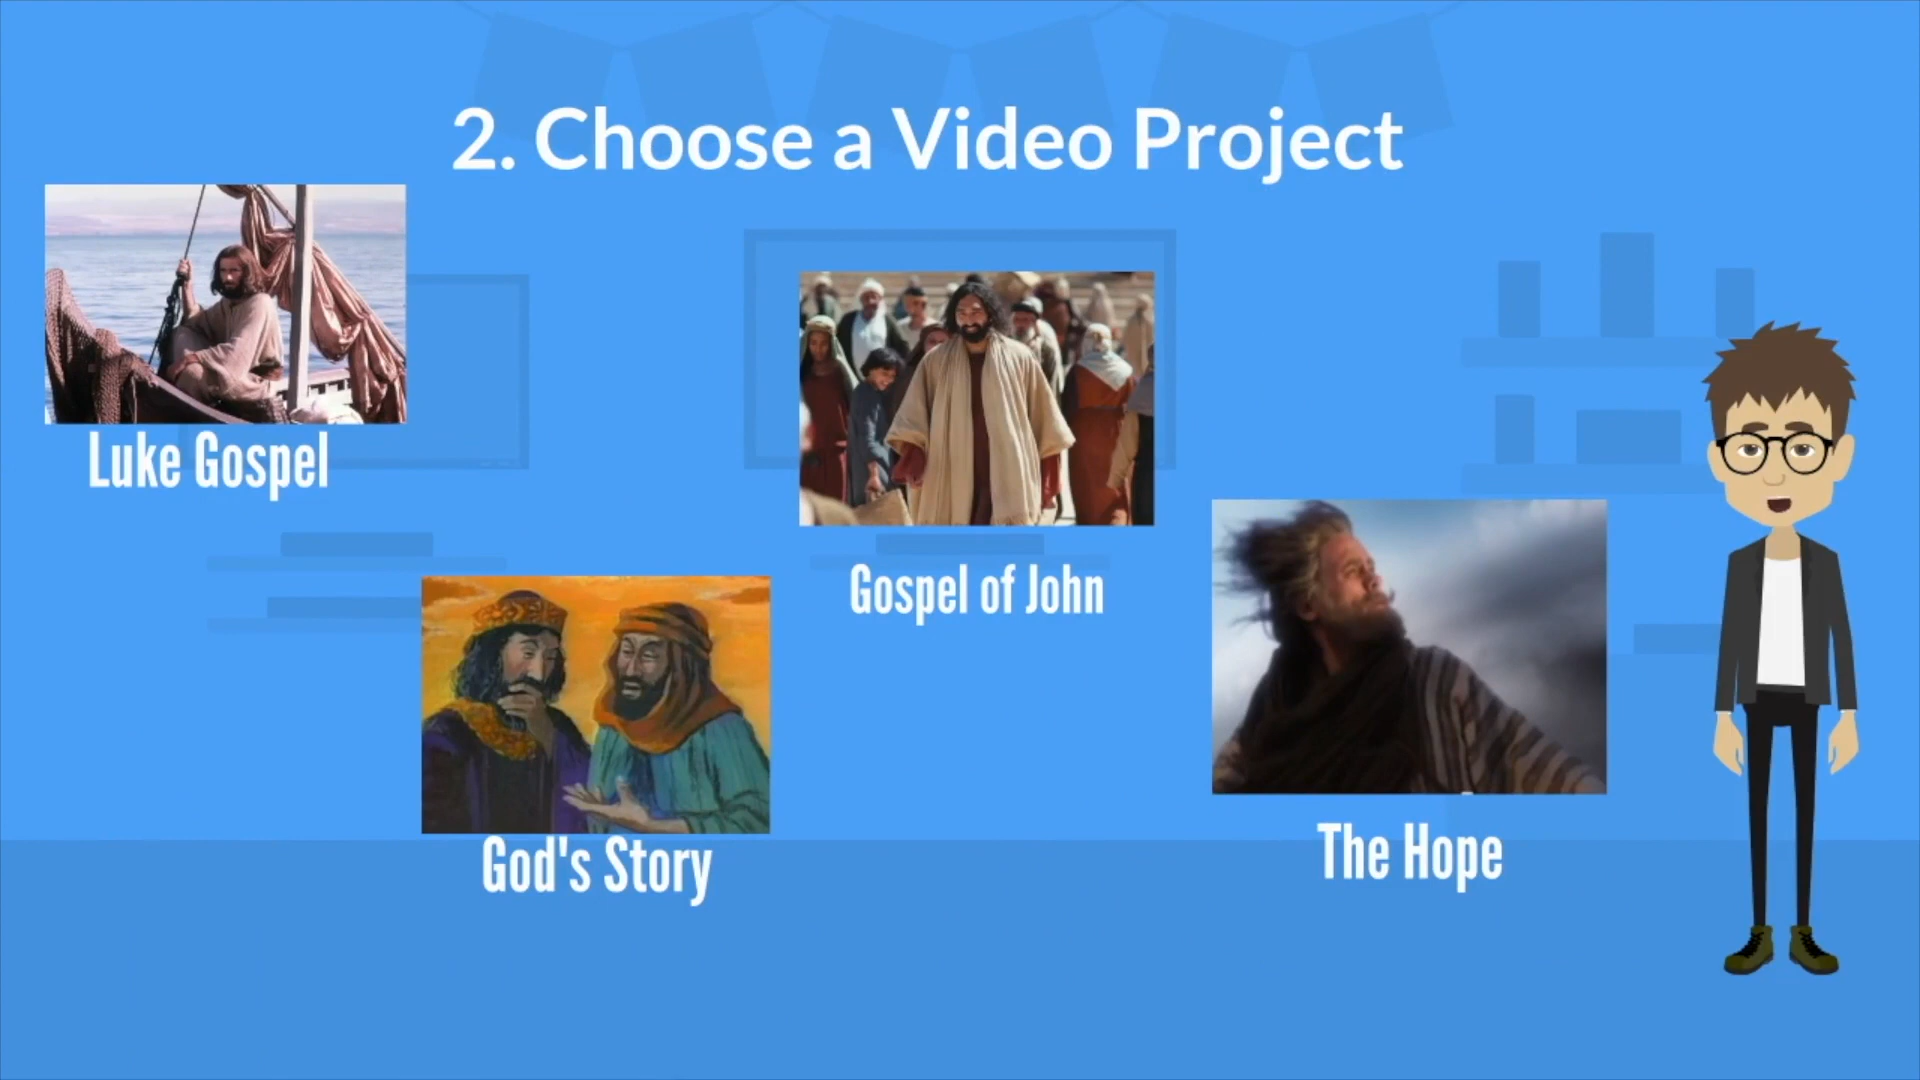 2. Choose a Video Project
Luke Gospel
Gospel of John
God's Story
The Hope